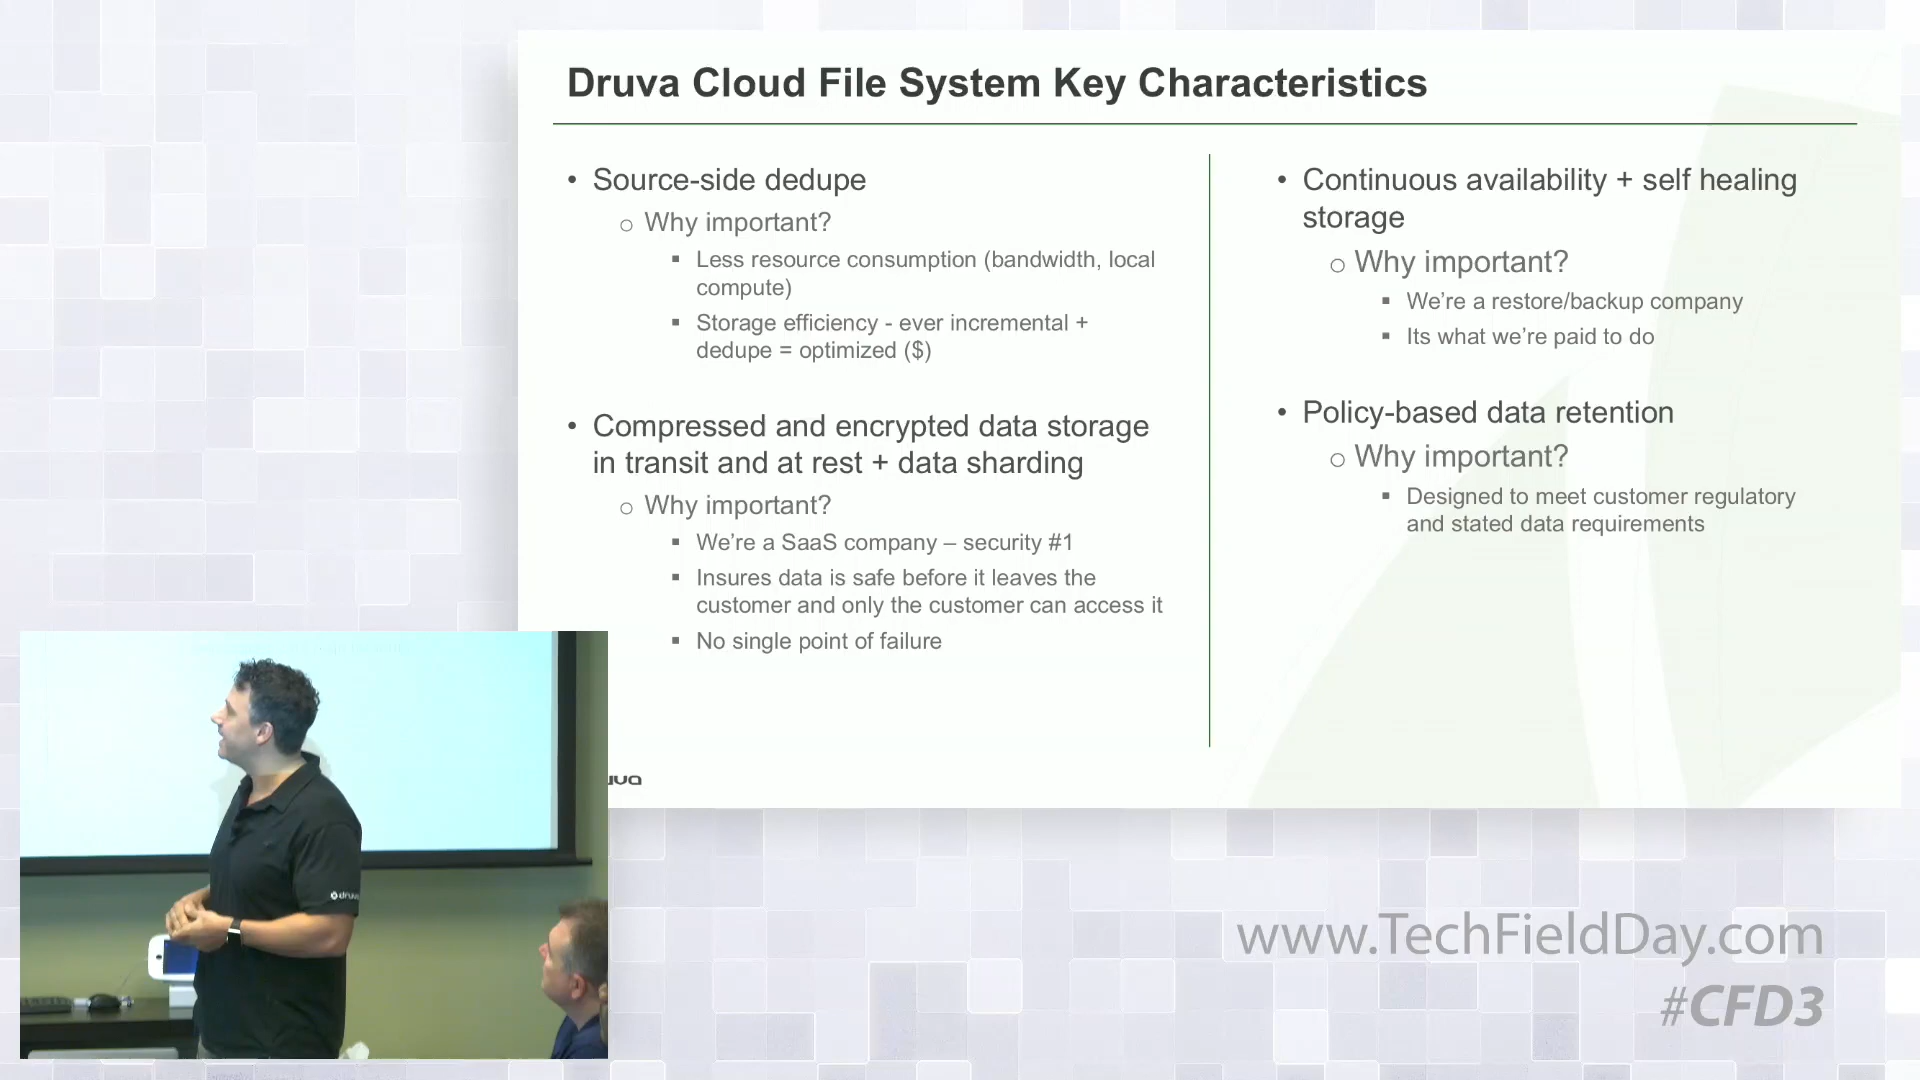 Druva Cloud File System Key Characteristics
• Source-side dedupe
o Why important?
▪ Less resource consumption (bandwidth, local
compute)
▪ Storage efficiency - ever incremental +
dedupe = optimized ($)
• Compressed and encrypted data storage
in transit and at rest + data sharding
o Why important?
▪ We're a SaaS company – security #1
▪ Insures data is safe before it leaves the
customer and only the customer can access it
▪ No single point of failure
• Continuous availability + self healing
storage
o Why important?
▪ We're a restore/backup company
▪ Its what we're paid to do
• Policy-based data retention
o Why important?
▪ Designed to meet customer regulatory
and stated data requirements
www.TechFieldDay.com
#CFD3